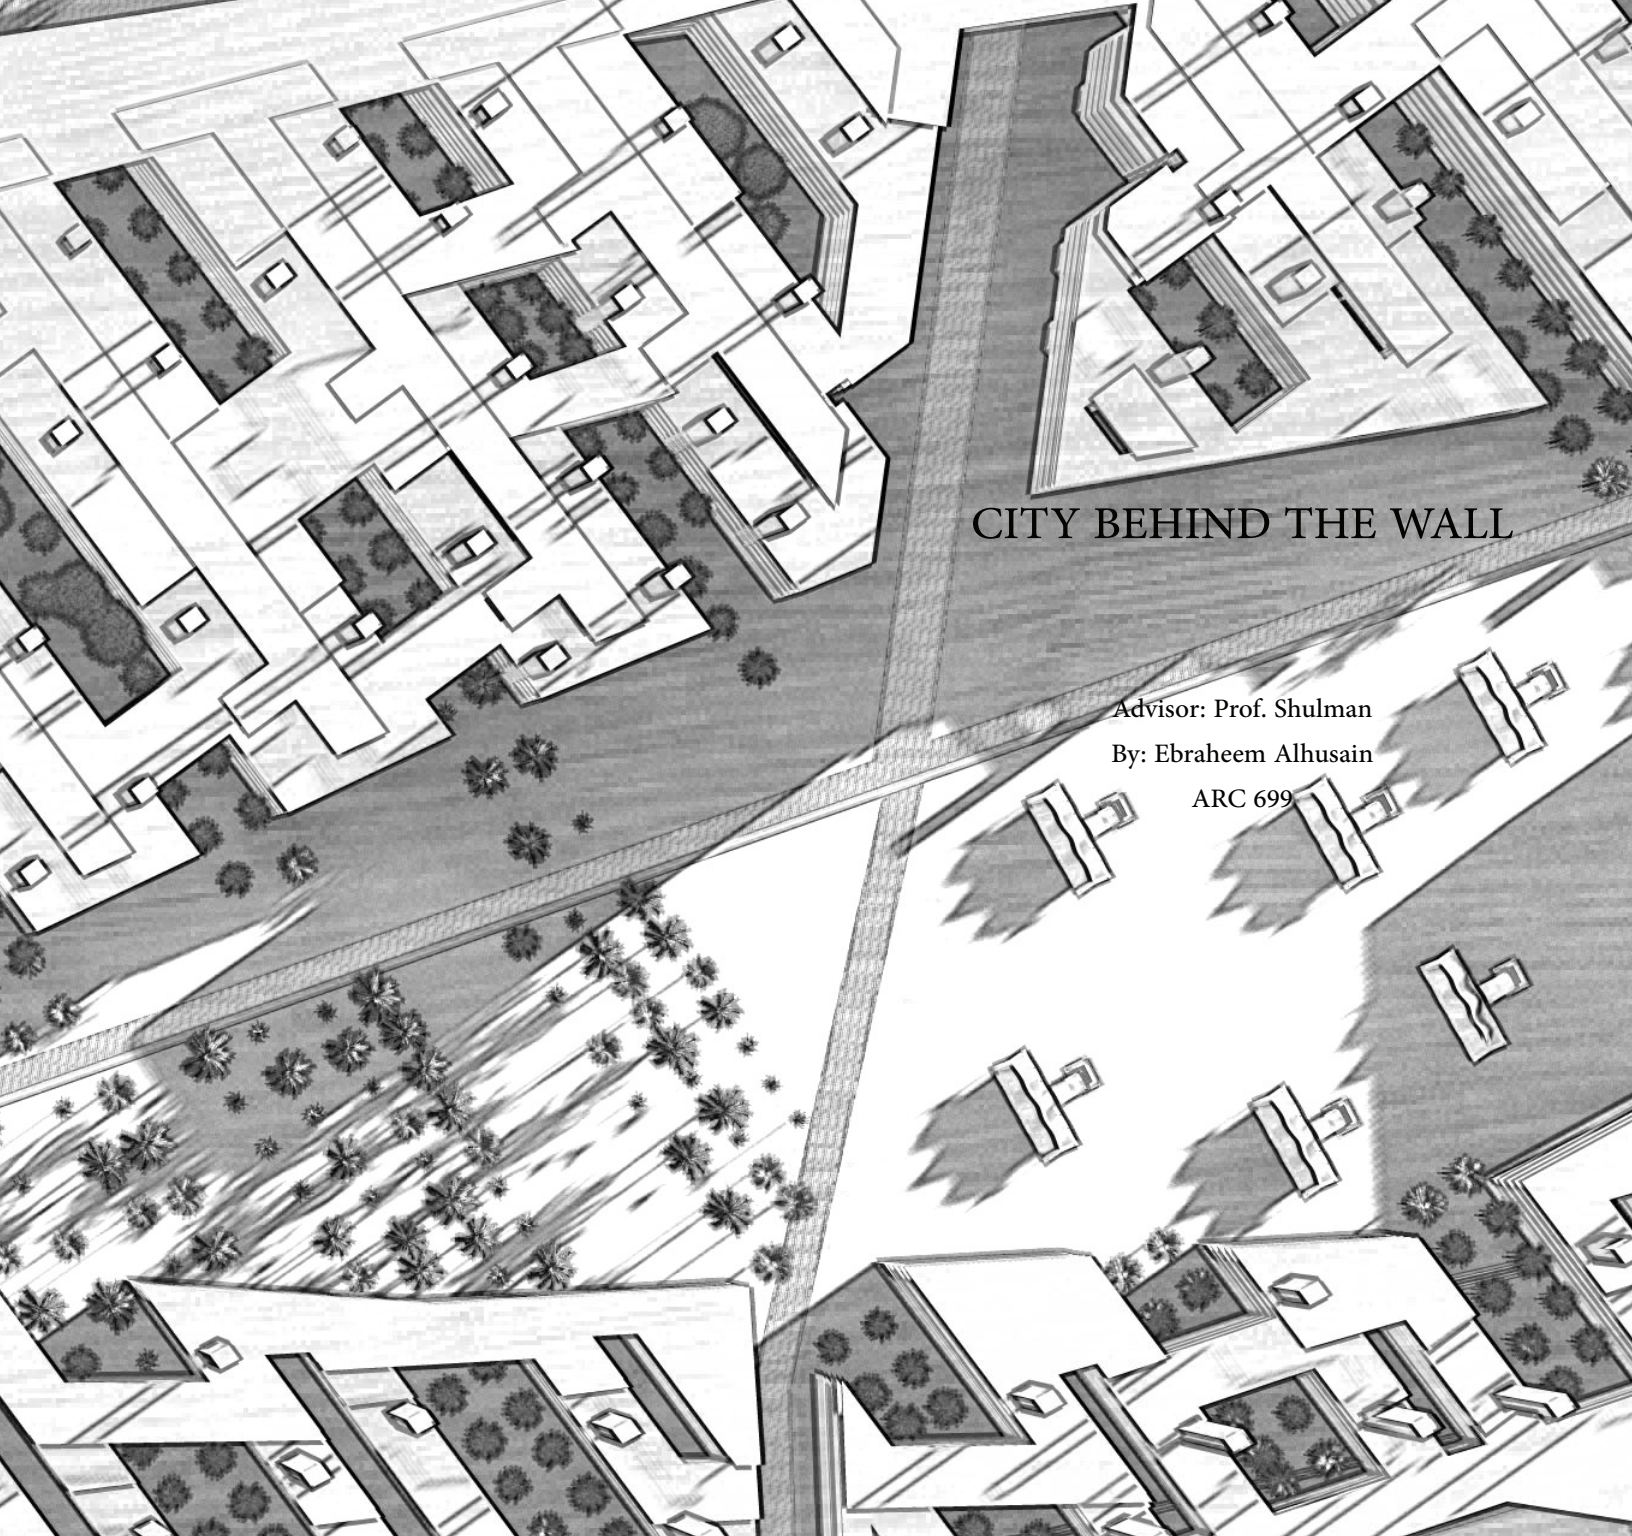 CITY BEHIND THE WALL
Advisor: Prof. Shulman
By: Ebraheem Alhusain
ARC 699